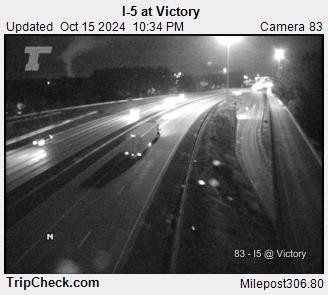 I-5 at Victory
Updated Oct 15 2024 10:34 PM Camera 83
T
N
83 - I5 @ Victory
TripCheck.com Milepost306.80